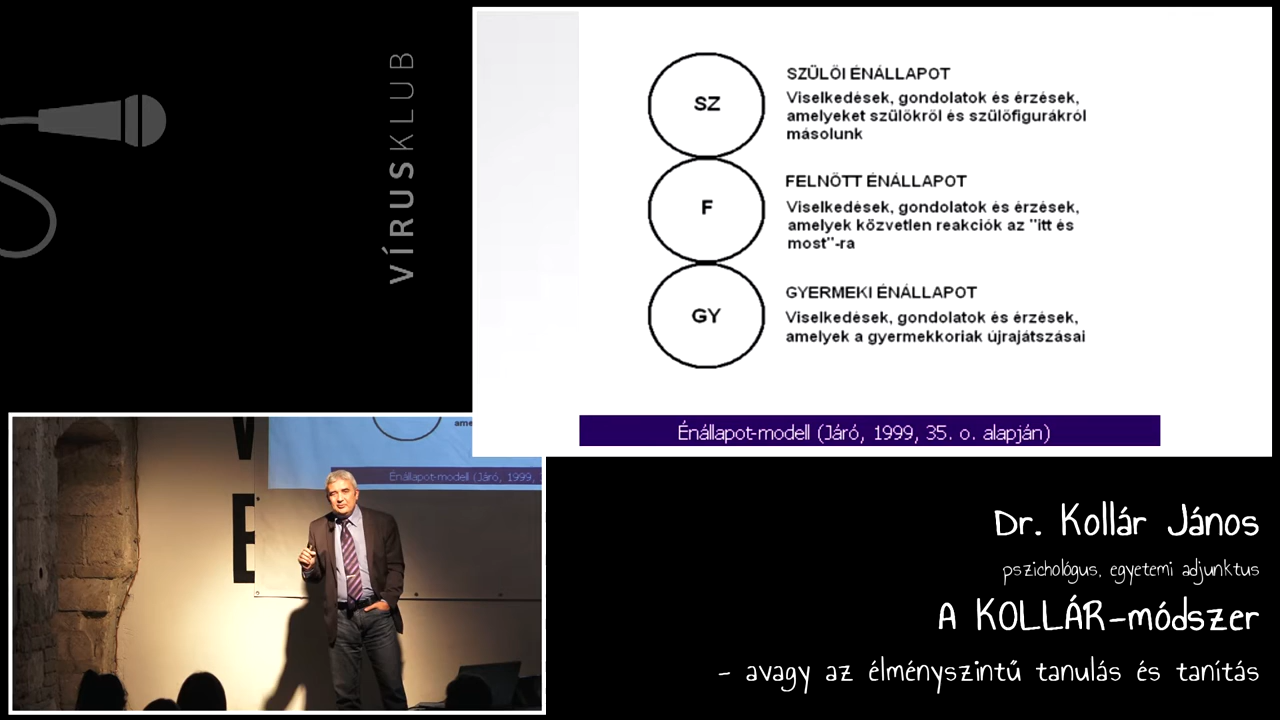 VÍRUSKLUB
SZ
SZÜLŐI ÉNÁLLAPOT
Viselkedések, gondolatok és érzések,
amelyeket szülőkről és szülőfigurákról
másolunk
F
FELNŐTT ÉNÁLLAPOT
Viselkedések, gondolatok és érzések,
amelyek közvetlen reakciók az "itt és
most"-ra
GY
GYERMEKI ÉNÁLLAPOT
Viselkedések, gondolatok és érzések,
amelyek a gyermekkoriak újrajátszásai
Énállapot-modell (Járó, 1999, 35. o. alapján)
ame
Énállapot-modell (Járó, 1999,
E
Dr. Kollár János
pszichológus, egyetemi adjunktus
A KOLLÁR-módszer
- avagy az élményszintű tanulás és tanítás